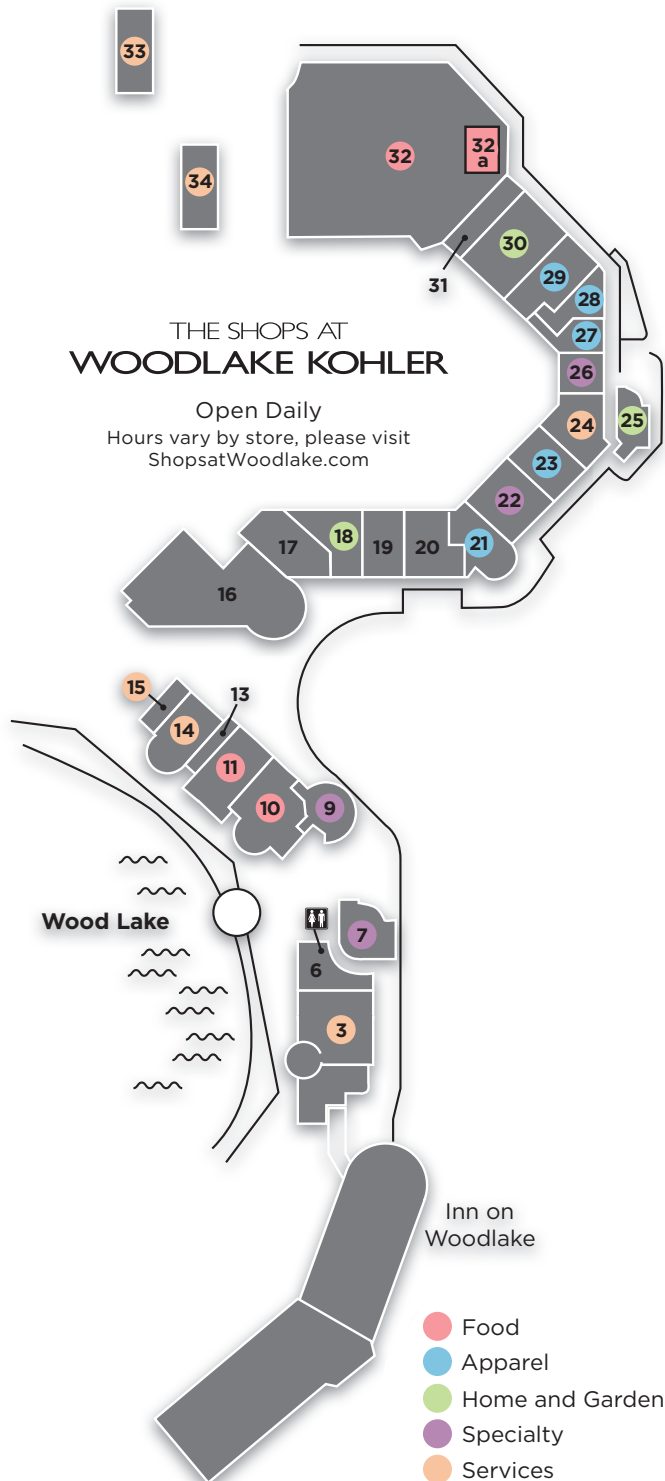 33
32
32
a
34
30
31
29
28
27
THE SHOPS AT
WOODLAKE KOHLER
Open Daily
Hours vary by store, please visit
ShopsatWoodlake.com
26
25
24
23
22
21
20
19
18
17
16
15
13
14
11
10
9
Wood Lake
7
6
3
Inn on
Woodlake
Food
Apparel
Home and Garden
Specialty
Services